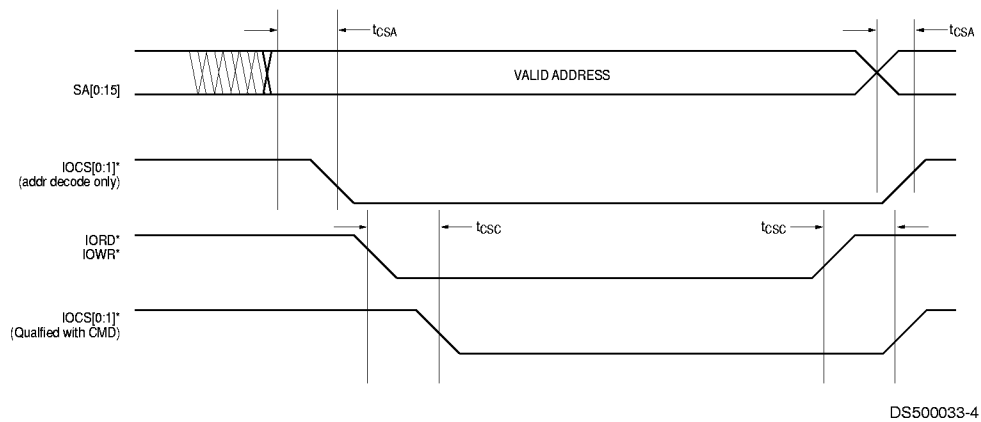 tCSA
tCSA
SA[0:15]
VALID ADDRESS
IOCS[0:1]*
(addr decode only)
tCSC
tCSC
IORD*
IOWR*
IOCS[0:1]*
(Qualfied with CMD)
DS500033-4